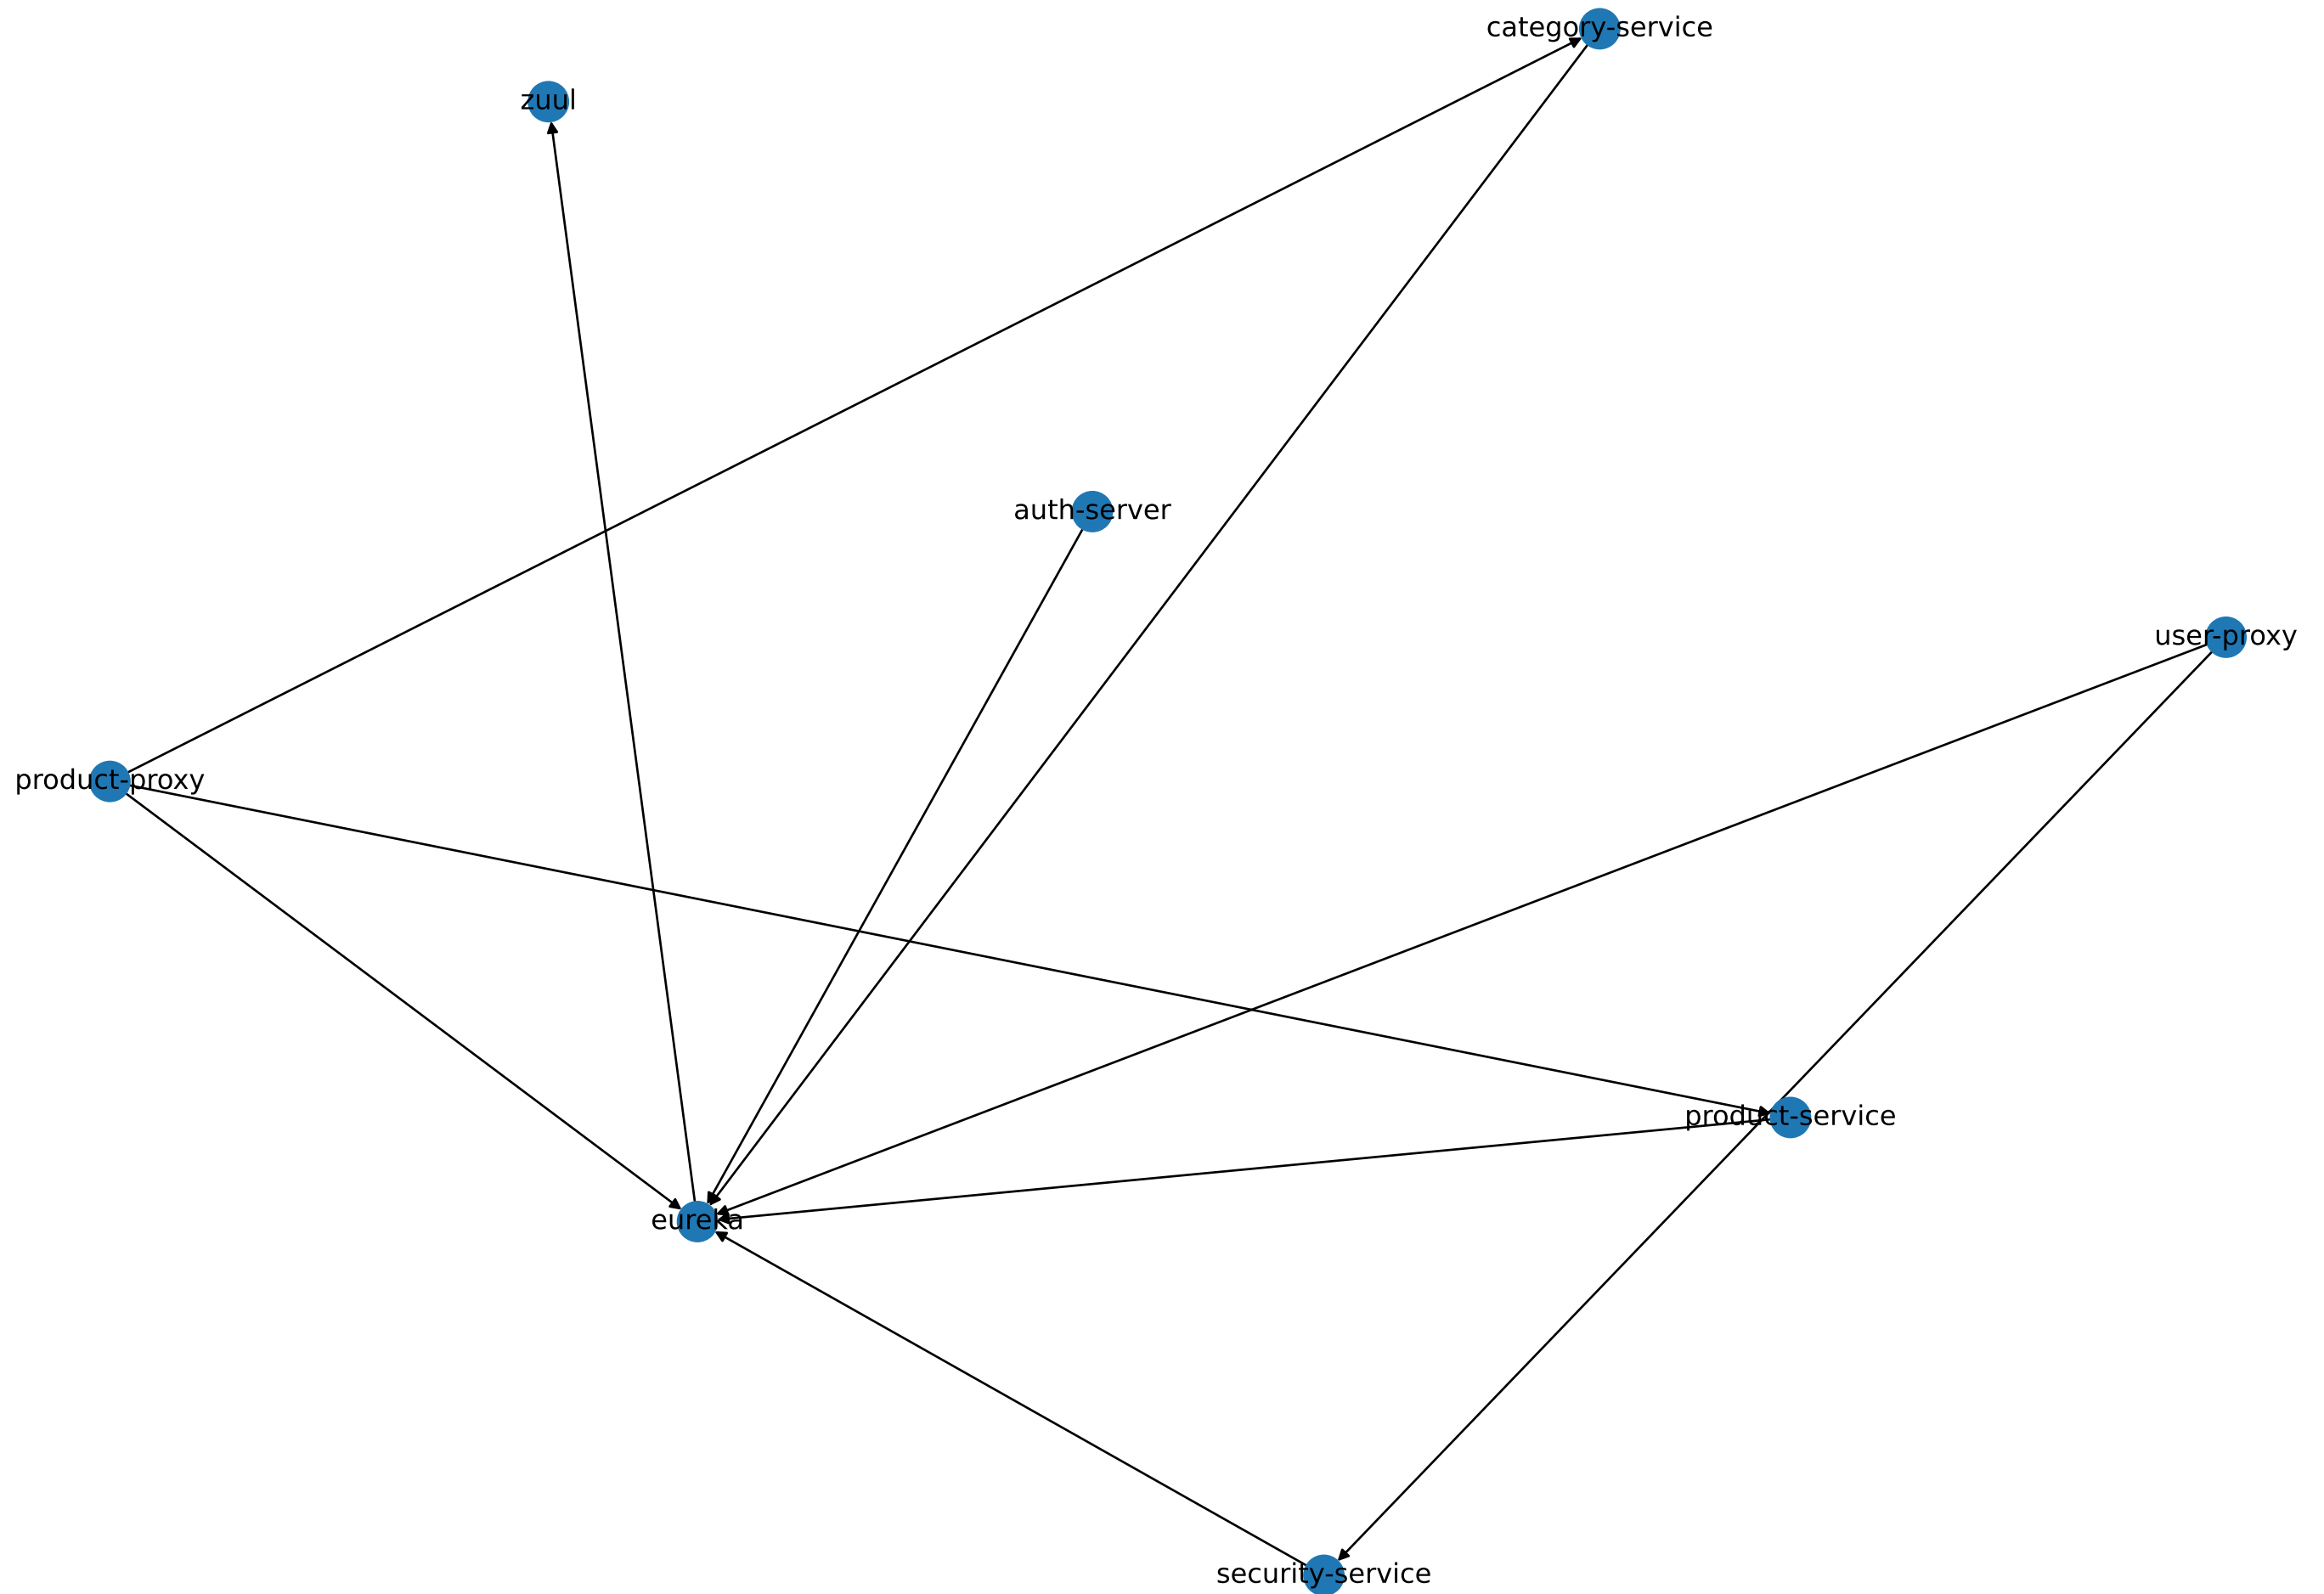 category-service
zuul
auth-server
user-proxy
product-proxy
product-service
eureka
security-service